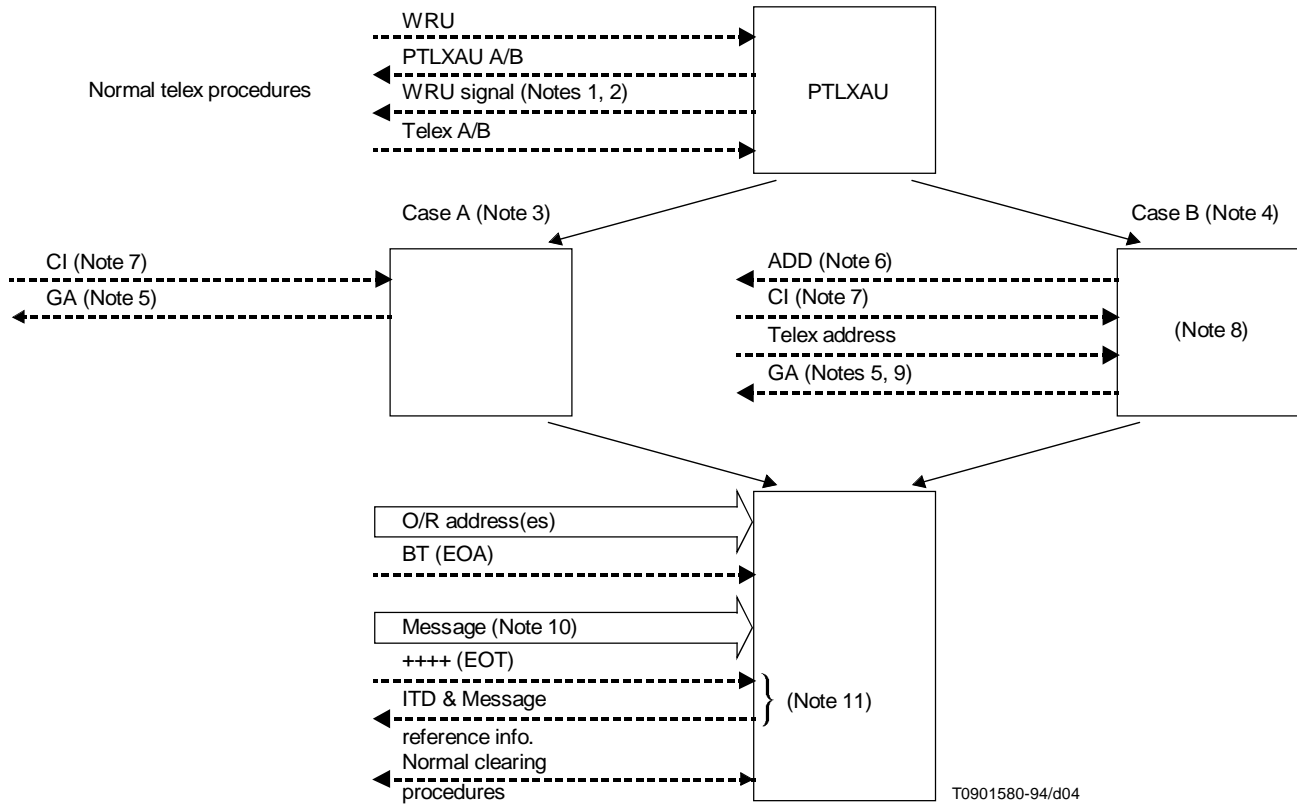 WRU
PTLXAU A/B
Normal telex procedures
WRU signal (Notes 1, 2)
PTLXAU
Telex A/B
Case A (Note 3)
Case B (Note 4)
CI (Note 7)
GA (Note 5)
ADD (Note 6)
CI (Note 7)
Telex address
(Note 8)
GA (Notes 5, 9)
O/R address(es)
BT (EOA)
Message (Note 10)
++++ (EOT)
ITD & Message
reference info.
(Note 11)
Normal clearing
procedures
T0901580-94/d04